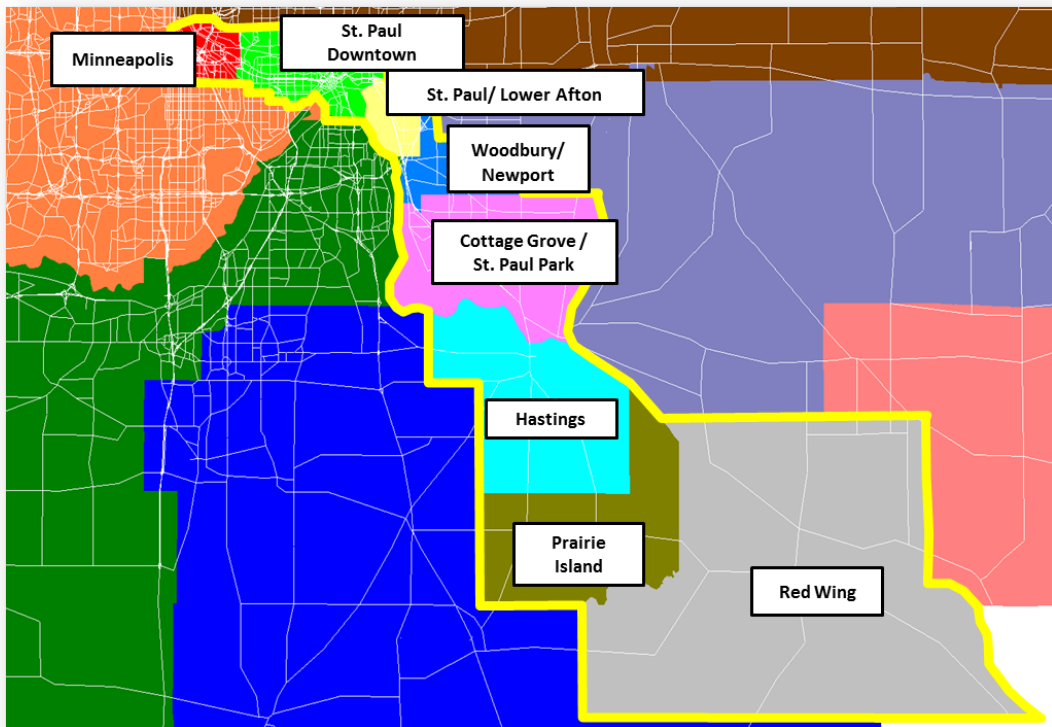 St. Paul
Downtown
Minneapolis
St. Paul/ Lower Afton
Woodbury/
Newport
Cottage Grove /
St. Paul Park
Hastings
Prairie
Island
Red Wing